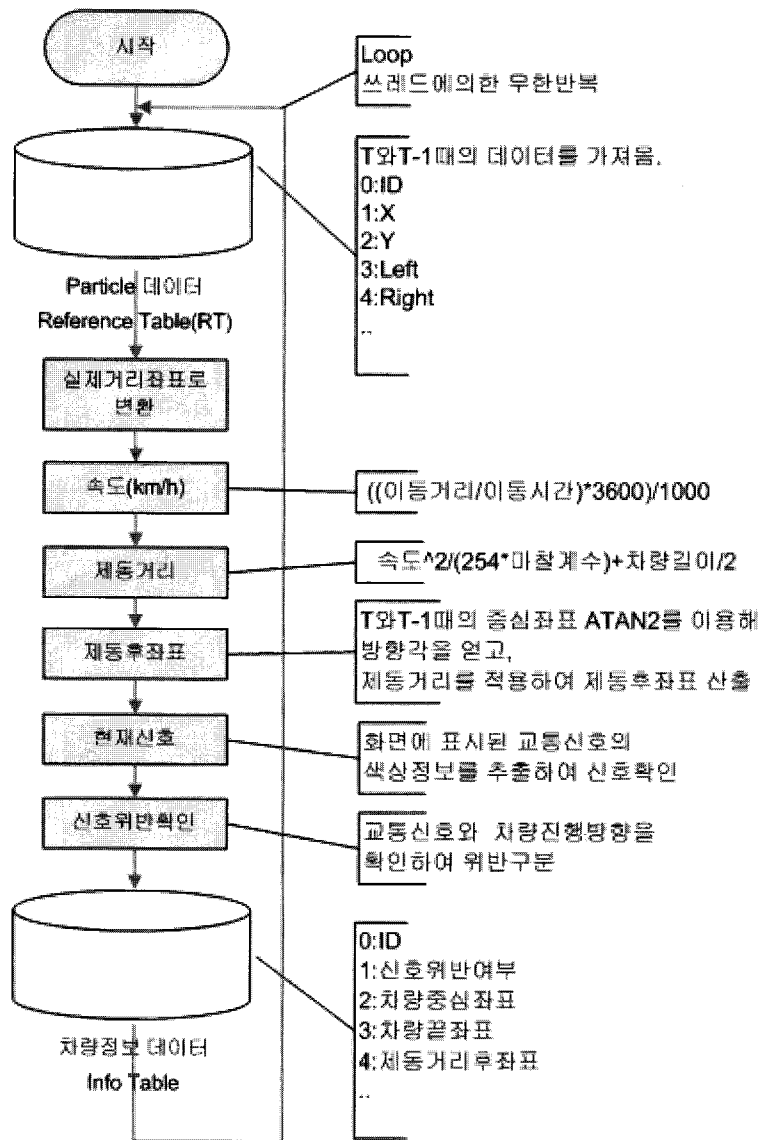 시작
Loop
쓰레드에의한 무한반복
T와T-1때의 데이터를 가져옴.
0:ID
1:X
2:Y
3:Left
4:Right
..
Particle 데이터
Reference Table(RT)
실제거리좌표로
변환
속도(km/h)
((이동거리/이동시간)*3600)/1000
제동거리
속도^2/(254*마찰계수)+차량길이/2
제동후좌표
T와T-1때의 중심좌표 ATAN2를 이용해
방향각을 얻고,
제동거리를 적용하여 제동후좌표 산출
현재신호
화면에 표시된 교통신호의
색상정보를 추출하여 신호확인
신호위반확인
교통신호와 차량진행방향을
확인하여 위반구분
0:ID
1:신호위반여부
2:차량중심좌표
3:차량끝좌표
4:제동거리후좌표
..
차량정보 데이터
Info Table